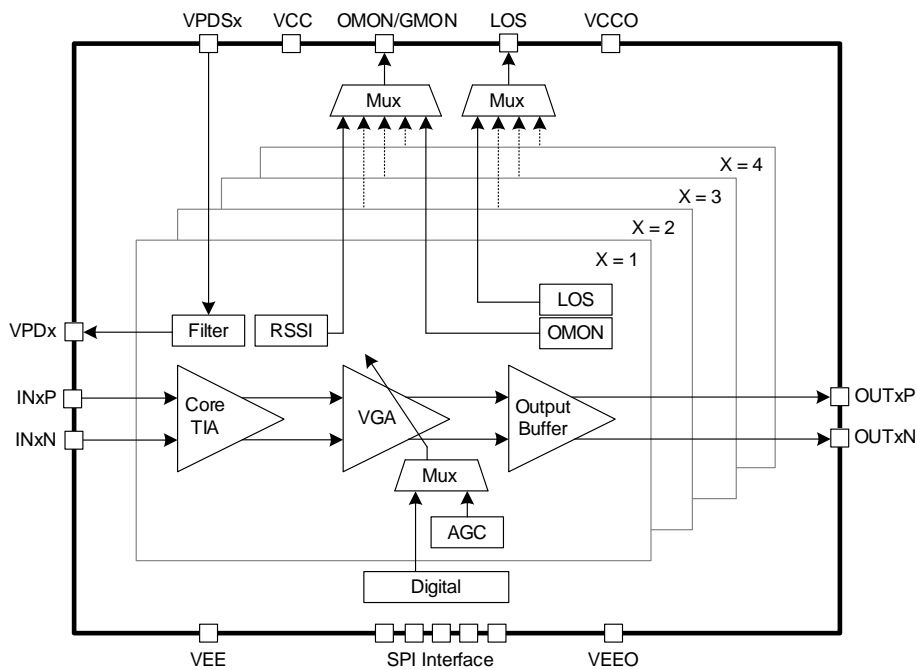 VPDSx
VCC
OMON/GMON
LOS
VCCO
Mux
Mux
X = 4
X = 3
X = 2
X = 1
LOS
OMON
VPDx
Filter
RSSI
INxP
INxN
Core
TIA
VGA
Output
Buffer
OUTxP
OUTxN
Mux
AGC
Digital
VEE
SPI Interface
VEEO